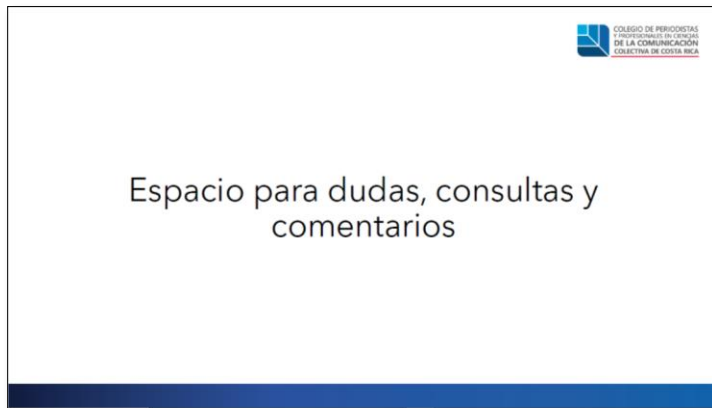 COLEGIO DE PERIODISTAS
Y PROFESIONALES EN CIENCIAS
DE LA COMUNICACIÓN
COLECTIVA DE COSTA RICA
Espacio para dudas, consultas y
comentarios